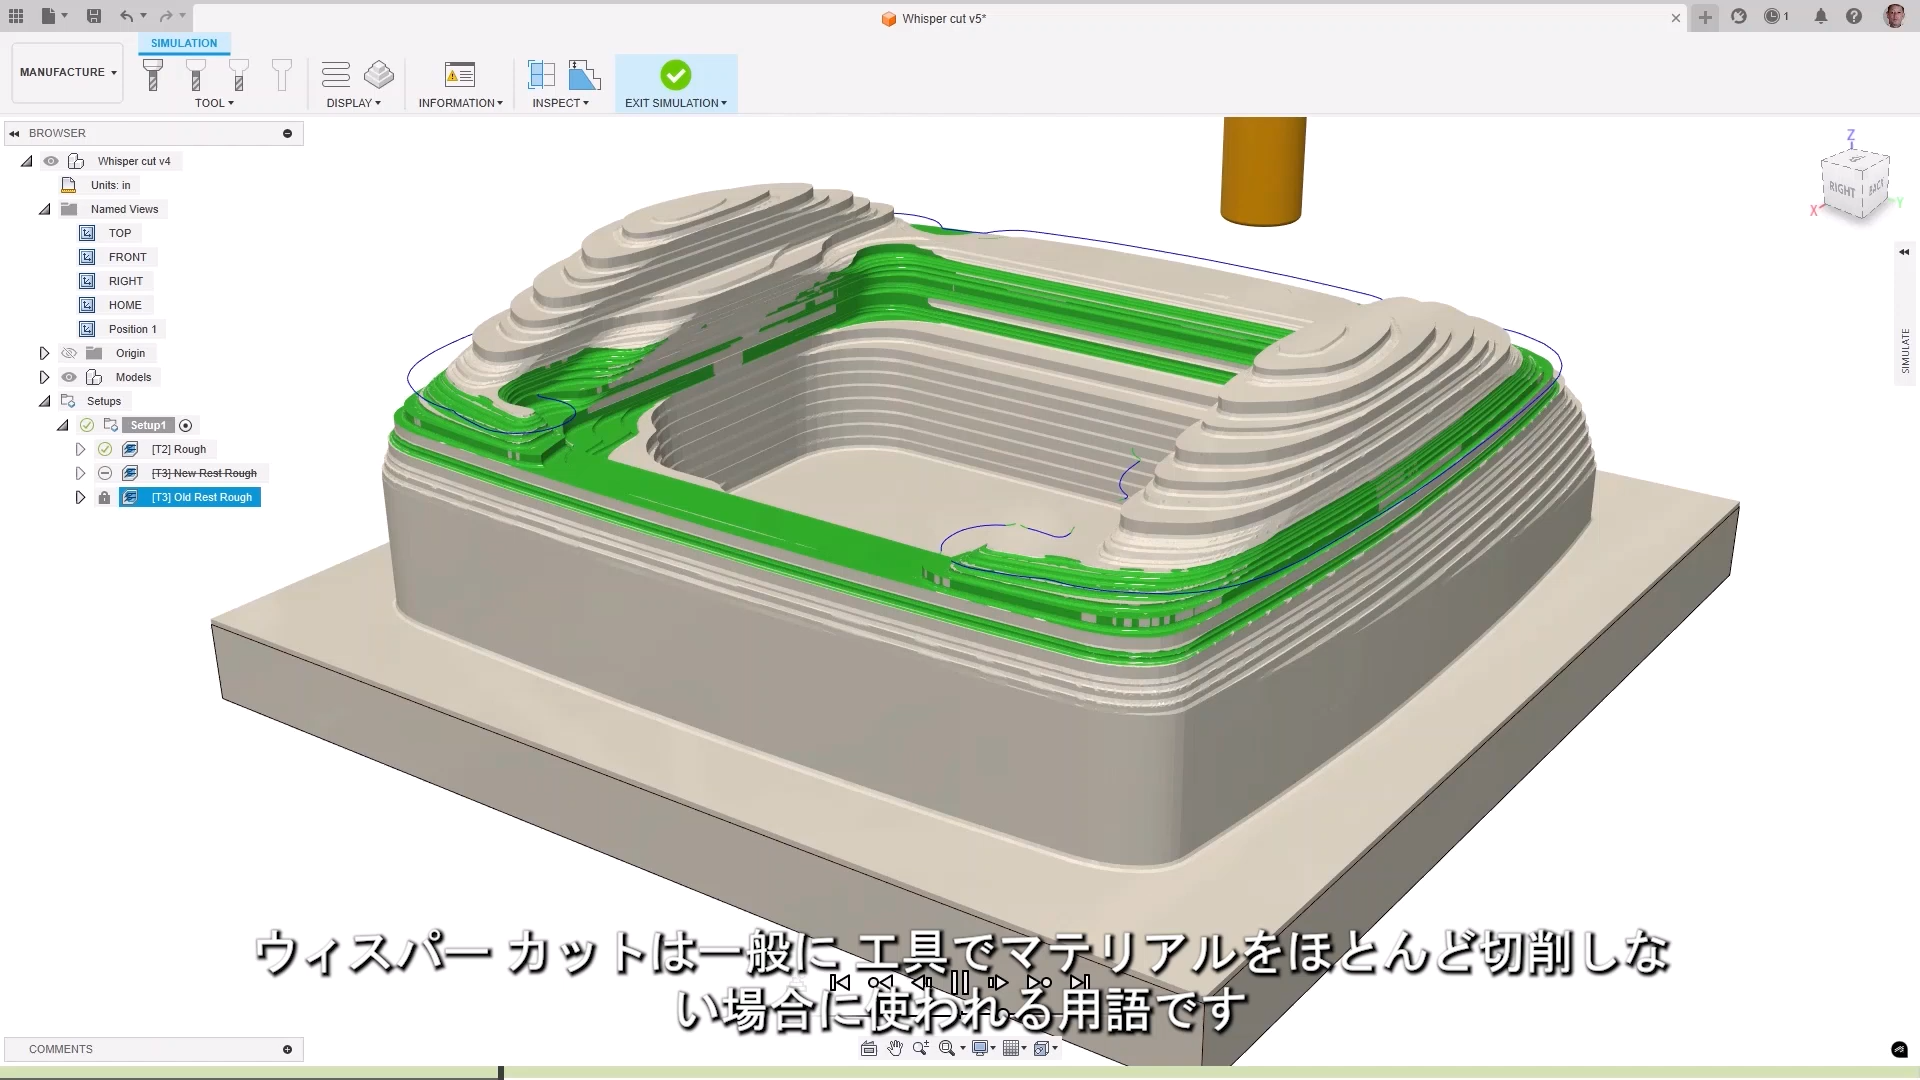 Whisper cut v5*
1
MANUFACTURE
SIMULATION
TOOL
DISPLAY
INFORMATION
INSPECT
EXIT SIMULATION
BROWSER
Whisper cut v4
Units: in
Named Views
TOP
FRONT
RIGHT
HOME
Position 1
Origin
Models
Setups
Setup1
[T2] Rough
[T3] New Rest Rough
[T3] Old Rest Rough
Z
RIGHT
BACK
X
Y
SIMULATE
ウィスパー カットは一般に 工具でマテリアルをほとんど切削しな
い場合に使われる用語です
COMMENTS